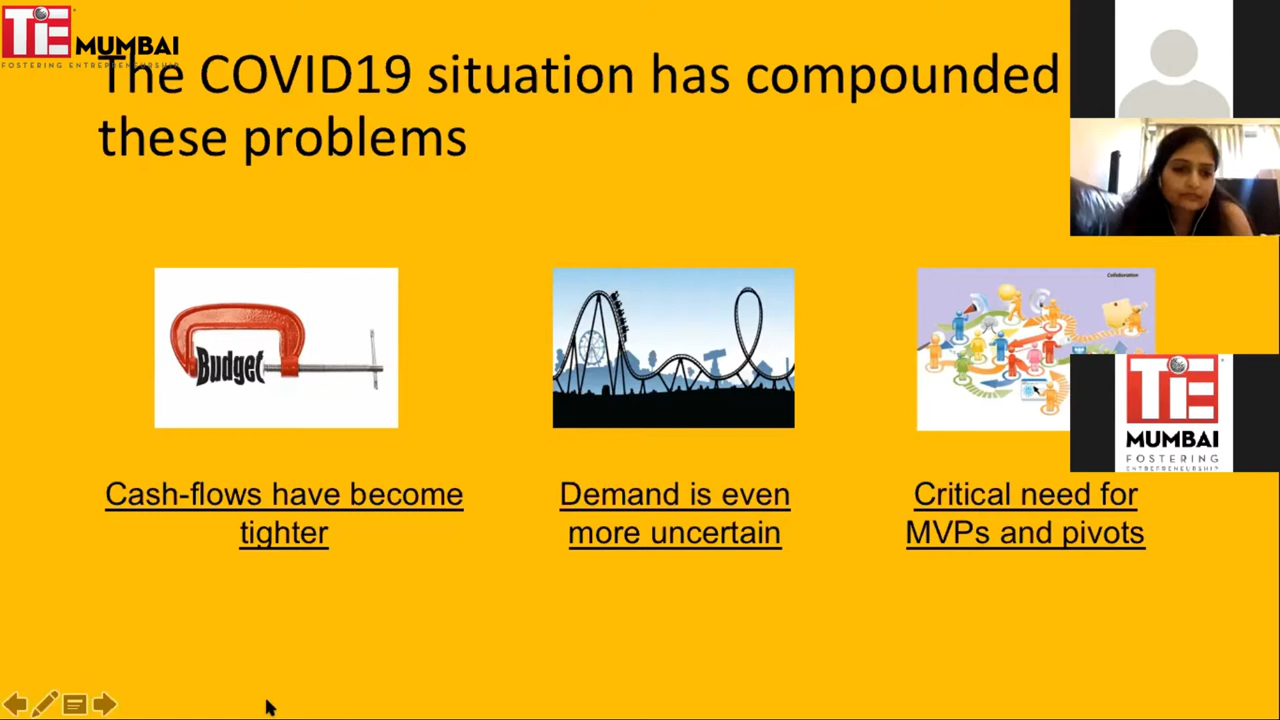 TiE
MUMBAI
FOSTERING ENTREPRENEURSHIP
The COVID19 situation has compounded
these problems
Budget
Collaboration
TiE
MUMBAI
FOSTERING
ENTREPRENEURSHIP
Cash-flows have become
tighter
Demand is even
more uncertain
Critical need for
MVPs and pivots